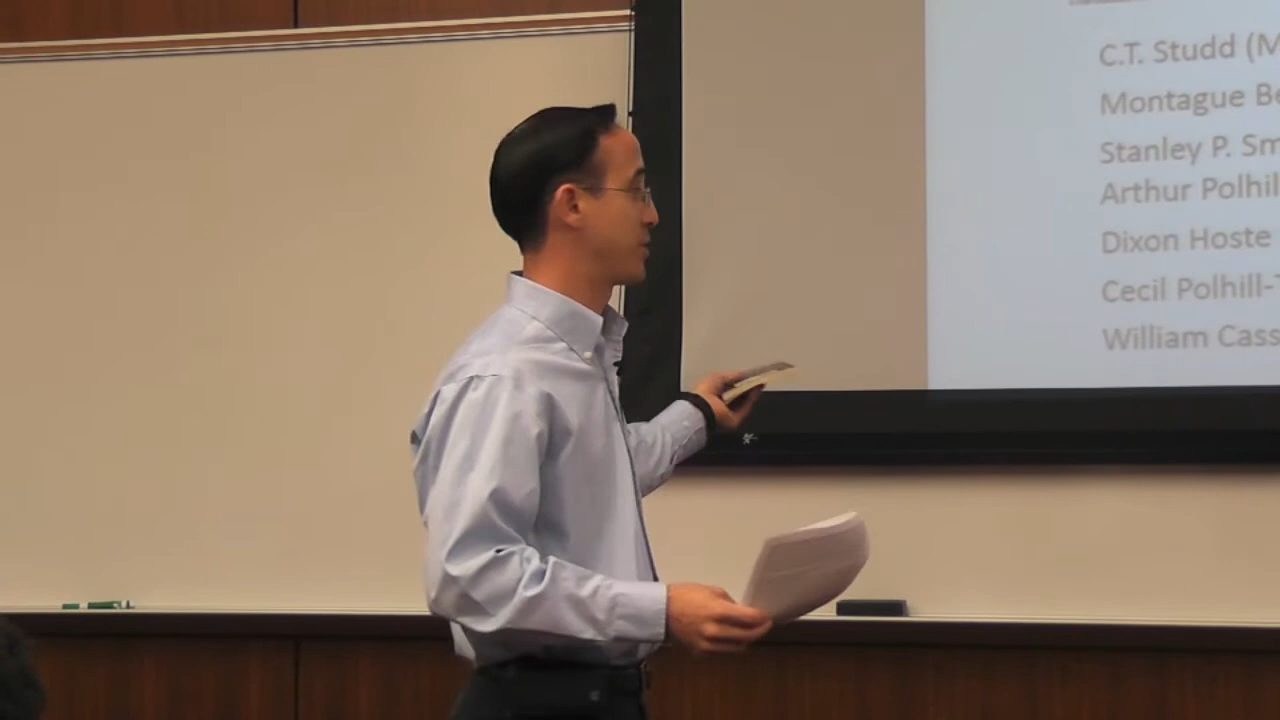 C.T. Studd (M
Montague Be
Stanley P. Sm
Arthur Polhil
Dixon Hoste
Cecil Polhill-T
William Cass